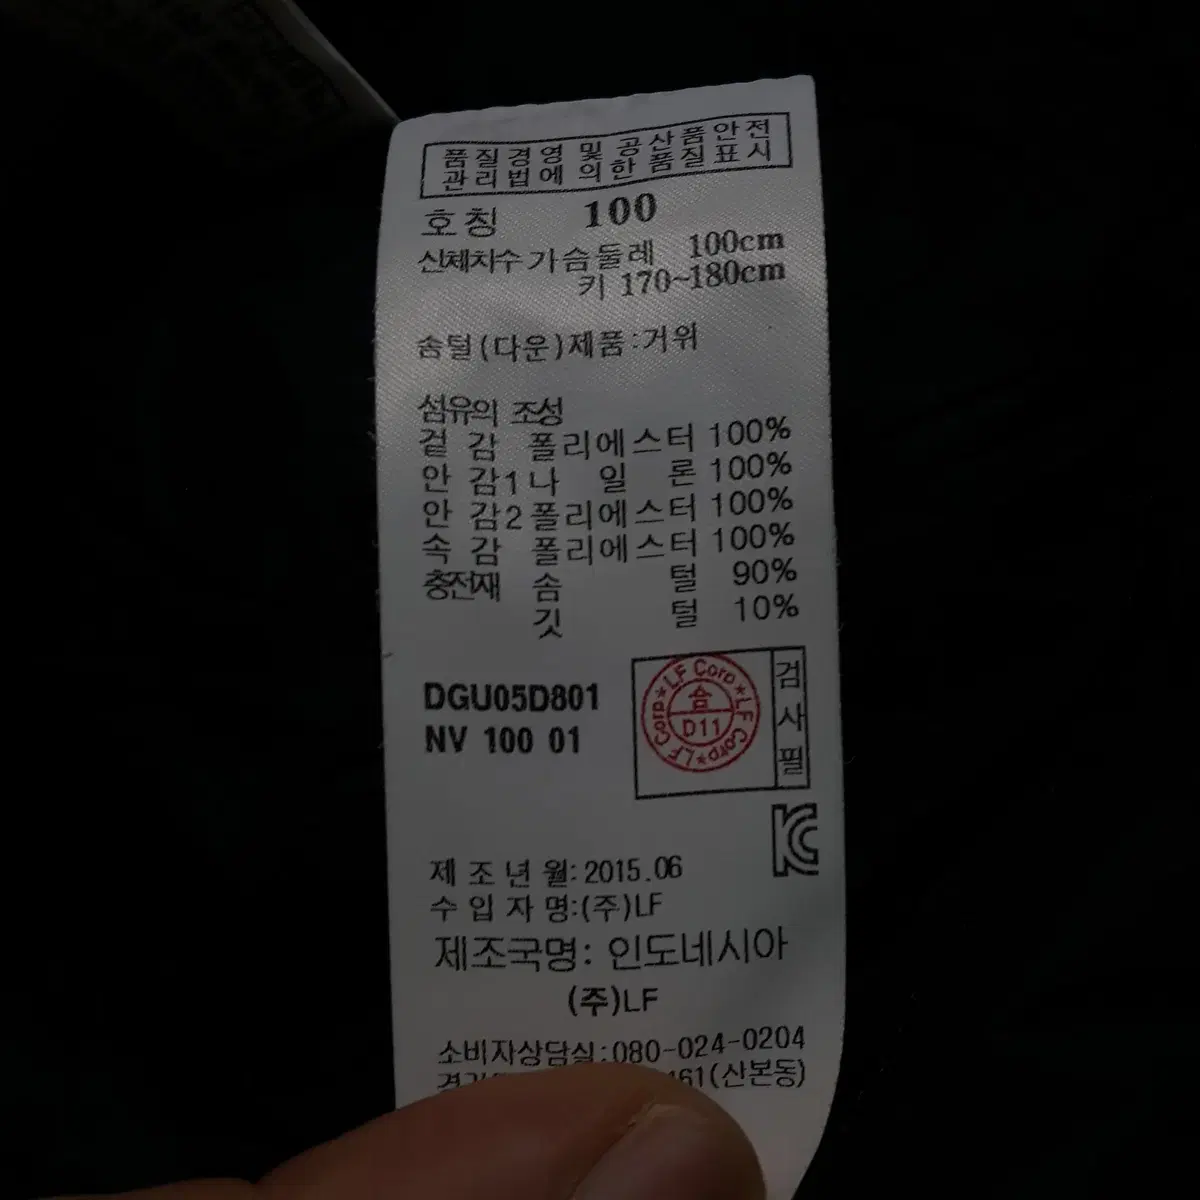 품질경영 및 공산품안전
관리법에 의한 품질표시
호칭 100
신체치수 가슴둘레 100cm
키 170~180cm
솜털(다운)제품:거위
섬유의 조성
겉 감 폴리에스터 100%
안 감1 나 일 론 100%
안 감2 폴리에스터 100%
속 감 폴리에스터 100%
충전재 솜 털 90%
깃 털 10%
DGU05D801
NV 100 01
LF Corp★LF Corp★LF Corp★
솜
D11
검사필
제 조 년 월: 2015.06
수 입 자 명:(주)LF
제조국명: 인도네시아
(주)LF
소비자상담실:080-024-0204
461(산본동)